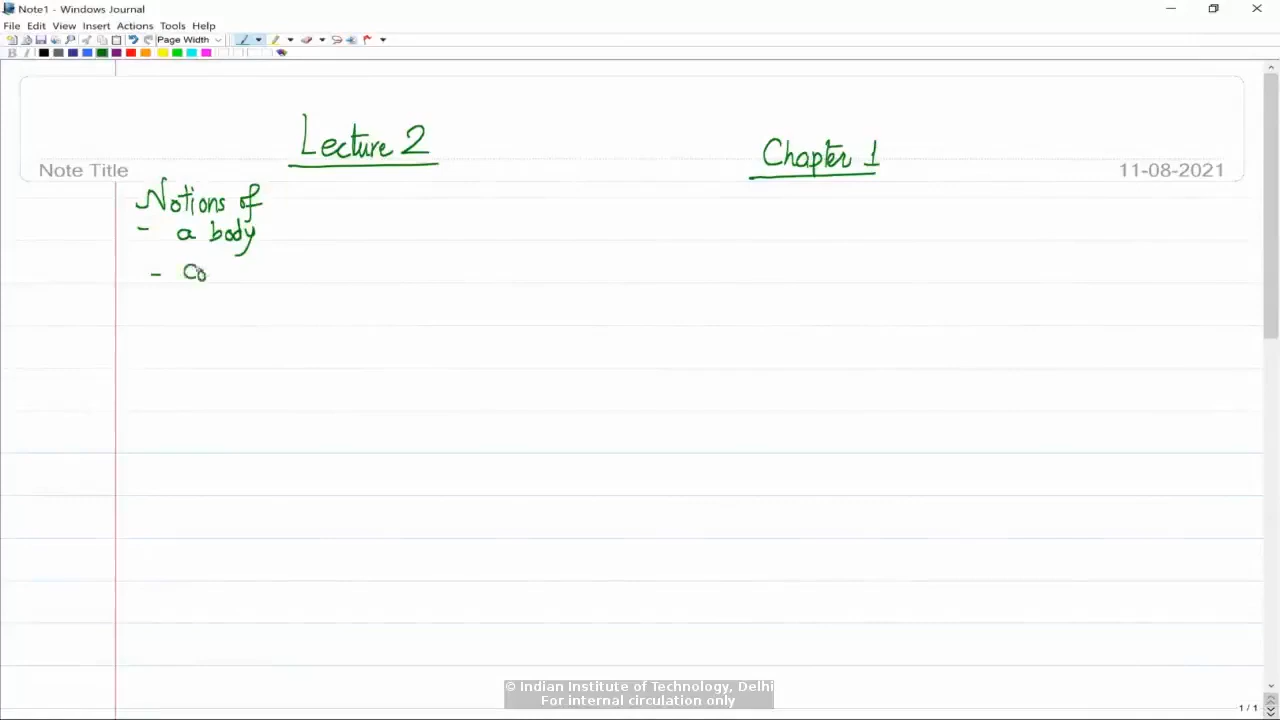 Note1 - Windows Journal
File Edit View Insert Actions Tools Help
Page Width
B I
Lecture 2
Chapter 1
Note Title
11-08-2021
Notions of
- a body
- Co
© Indian Institute of Technology, Delhi
For internal circulation only
1 / 1